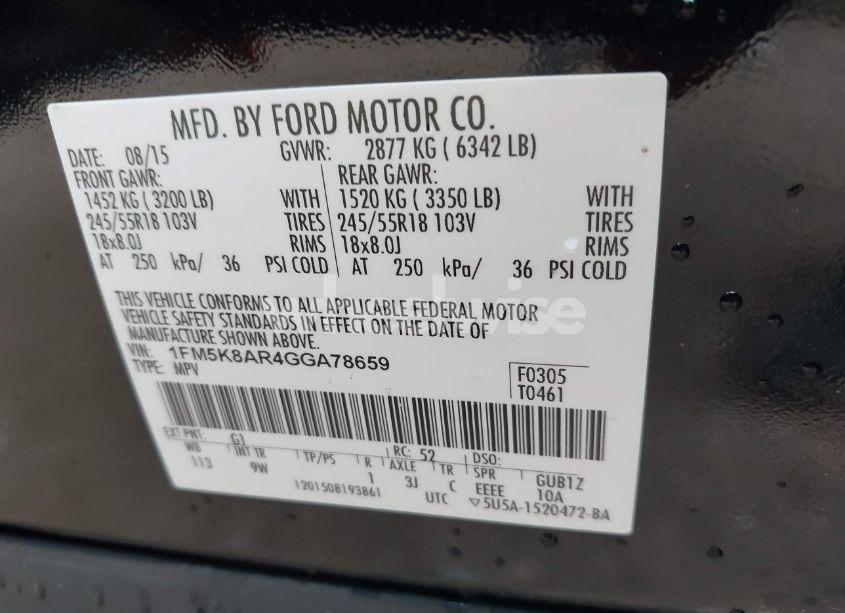 MFD. BY FORD MOTOR CO.
DATE: 08/15 GVWR: 2877 KG ( 6342 LB)
FRONT GAWR: REAR GAWR:
1452 KG ( 3200 LB) WITH 1520 KG ( 3350 LB) WITH
245/55R18 103V TIRES 245/55R18 103V TIRES
18x8.0J RIMS 18x8.0J RIMS
AT 250 kPa/ 36 PSI COLD AT 250 kPa/ 36 PSI COLD
THIS VEHICLE CONFORMS TO ALL APPLICABLE FEDERAL MOTOR
VEHICLE SAFETY STANDARDS IN EFFECT ON THE DATE OF
MANUFACTURE SHOWN ABOVE.
VIN: 1FM5K8AR4GGA78659
TYPE: MPV
F0305
T0461
EXT PNT: G1 RC: 52 DSO:
WB INT TR TP/PS R AXLE TR SPR GUB1Z
113 9W 1 3J C EEEE 10A
1201508193861 UTC ▽5U5A-1520472-BA